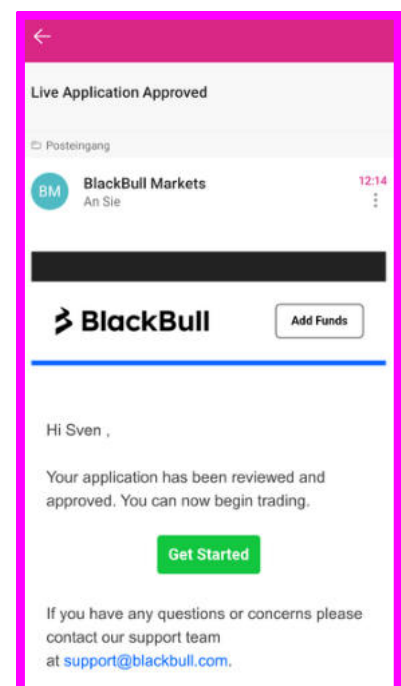 Live Application Approved
Posteingang
BM
BlackBull Markets
12:14
An Sie
BlackBull
Add Funds
Hi Sven ,
Your application has been reviewed and
approved. You can now begin trading.
Get Started
If you have any questions or concerns please
contact our support team
at support@blackbull.com.